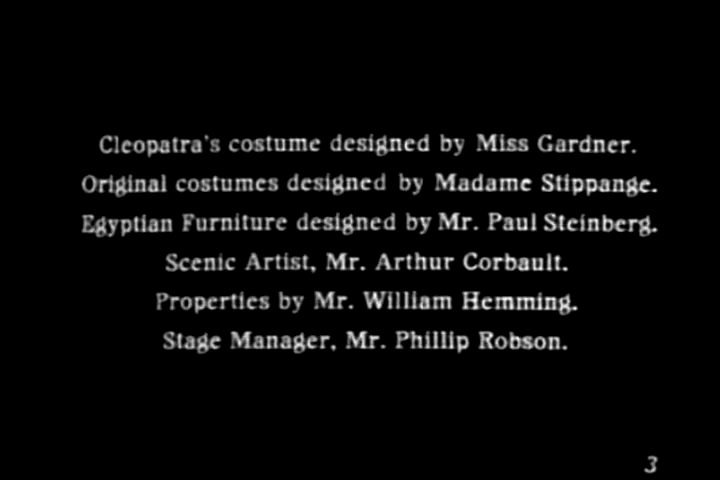 Cleopatra's costume designed by Miss Gardner.
Original costumes designed by Madame Stippange.
Egyptian Furniture designed by Mr. Paul Steinberg.
Scenic Artist, Mr. Arthur Corbault.
Properties by Mr. William Hemming.
Stage Manager, Mr. Phillip Robson.
3